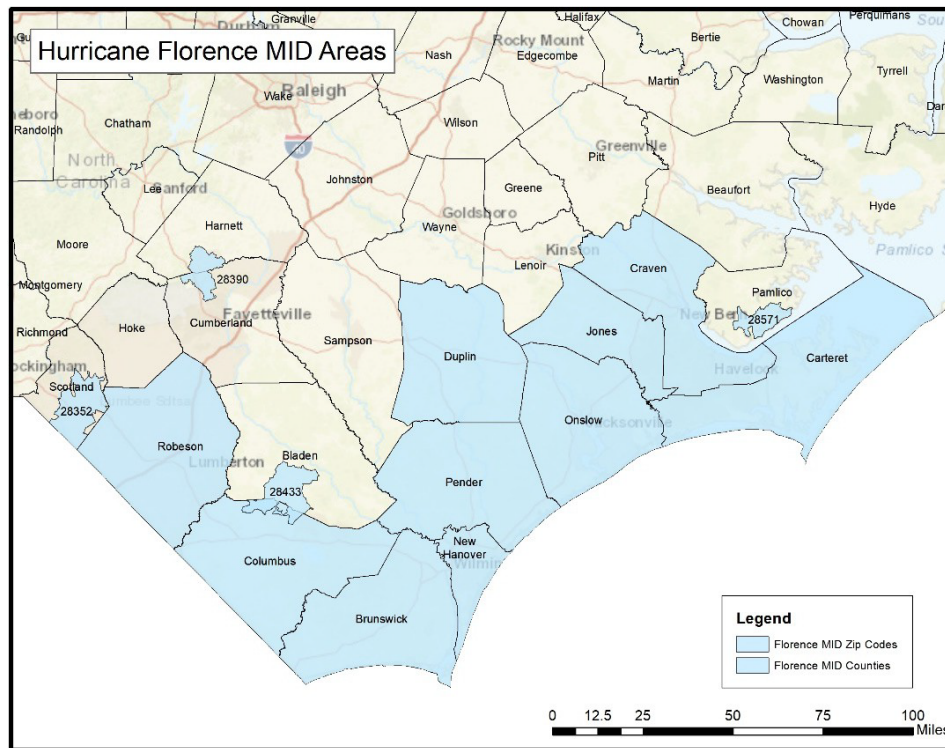 Hurricane Florence MID Areas
Granville
Halifax
Chowan
Perquimans
Durham
Nash
Rocky Mount
Edgecombe
Bertie
Washington
Tyrrell
Martin
Raleigh
Wake
Wilson
Chatham
Randolph
North
Carolina
Greenville
Pitt
Johnston
Lee
Sanford
Greene
Beaufort
Hyde
Goldsboro
Harnett
Wayne
Moore
Kinston
Lenoir
Craven
Pamlico
28390
Montgomery
Fayetteville
Cumberland
Hoke
Richmond
Sampson
New Bern
28571
Jones
Duplin
Carteret
Havelock
Scotland
28352
Onslow
Jacksonville
Robeson
Lumberton
Bladen
Pender
28433
New
Hanover
Columbus
Brunswick
Legend
Florence MID Zip Codes
Florence MID Counties
0 12.5 25 50 75 100
Miles